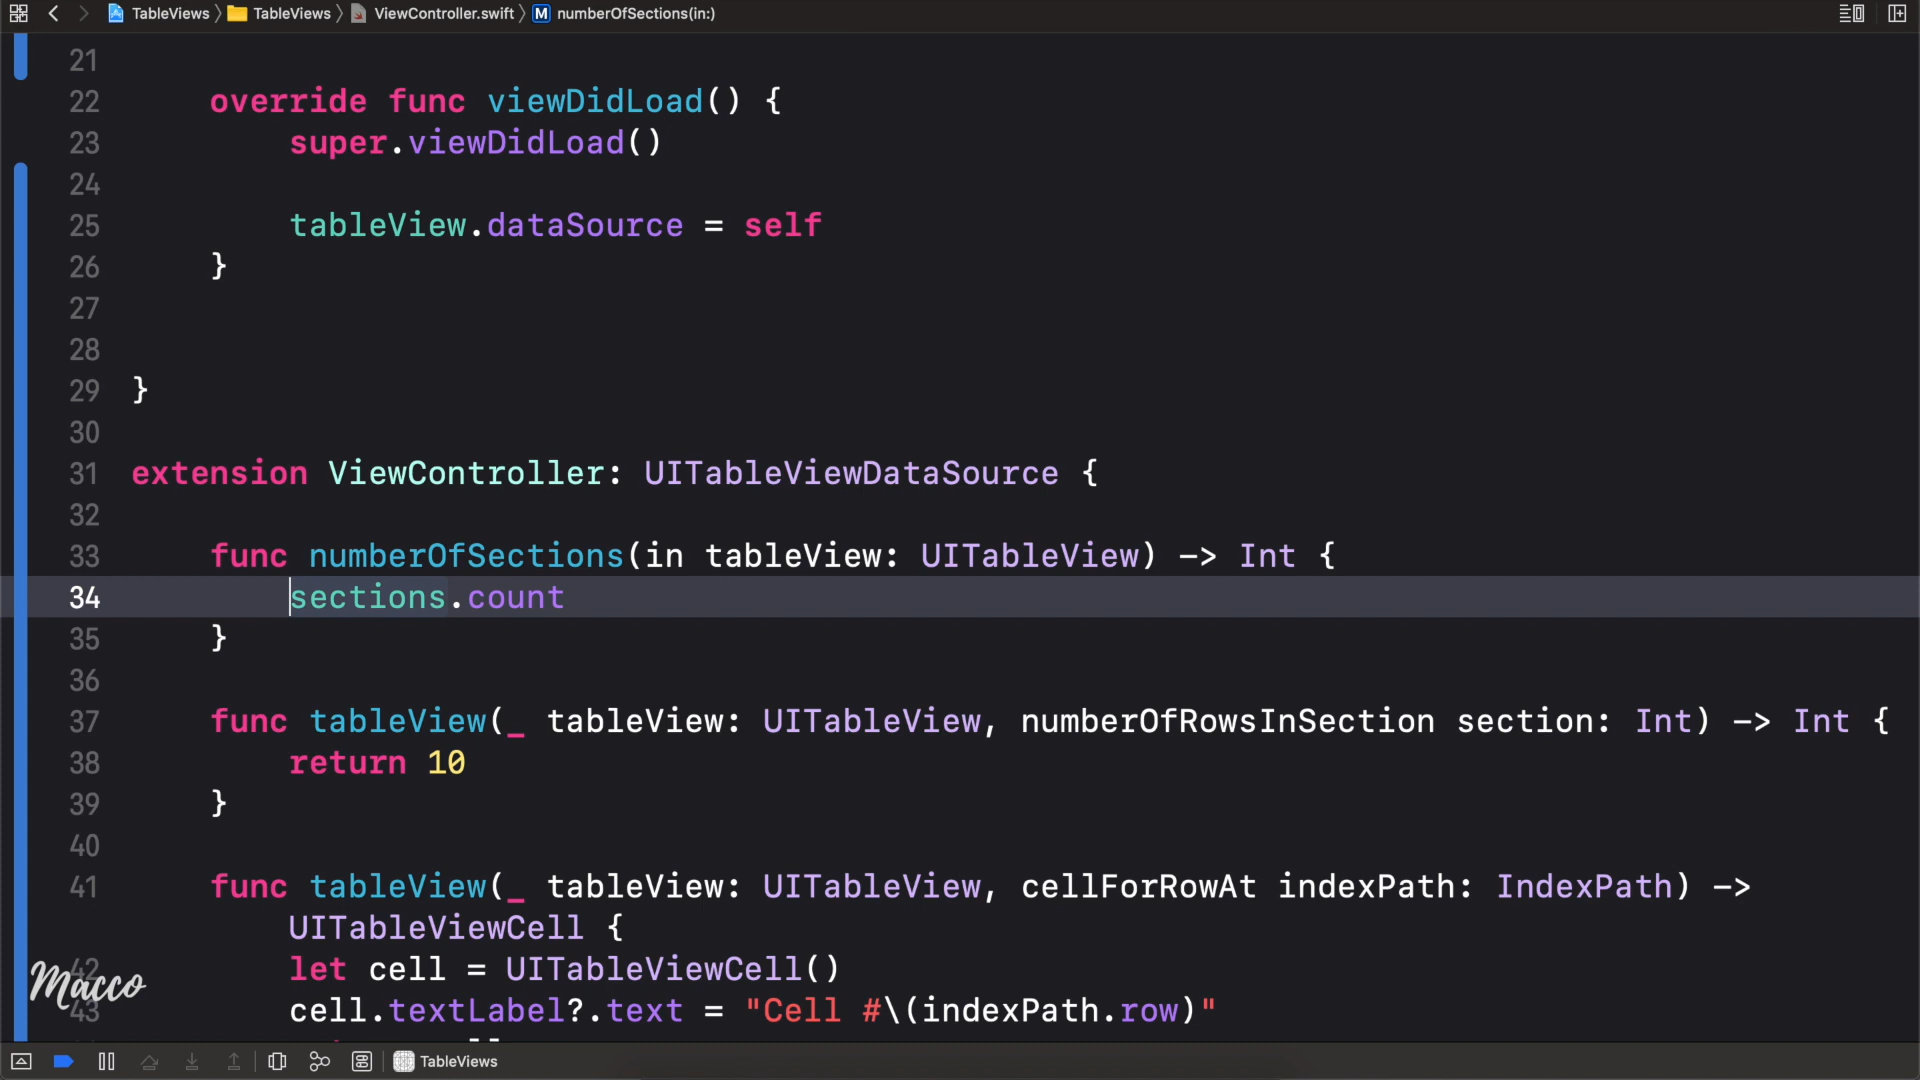 TableViews TableViews ViewController.swift M numberOfSections(in:)
21
22 override func viewDidLoad() {
23 super.viewDidLoad()
24
25 tableView.dataSource = self
26 }
27
28
29 }
30
31 extension ViewController: UITableViewDataSource {
32
33 func numberOfSections(in tableView: UITableView) -> Int {
34 sections.count
35 }
36
37 func tableView(_ tableView: UITableView, numberOfRowsInSection section: Int) -> Int {
38 return 10
39 }
40
41 func tableView(_ tableView: UITableView, cellForRowAt indexPath: IndexPath) ->
UITableViewCell {
42 let cell = UITableViewCell()
Macco
43 cell.textLabel?.text = "Cell #\(indexPath.row)"
TableViews